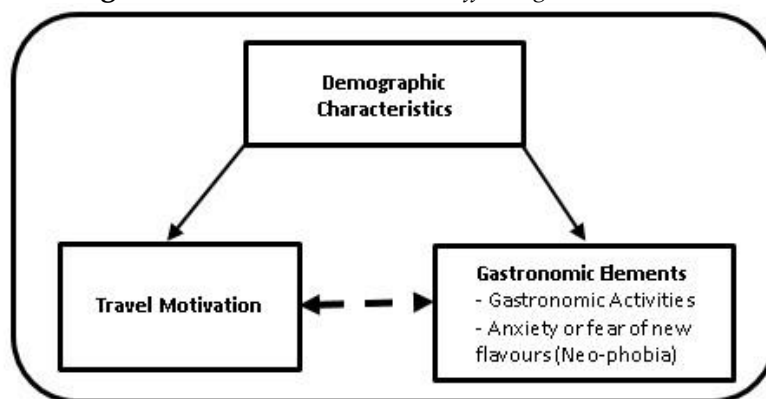 Demographic
Characteristics
Travel Motivation
Gastronomic Elements
- Gastronomic Activities
- Anxiety or fear of new
flavours (Neo-phobia)